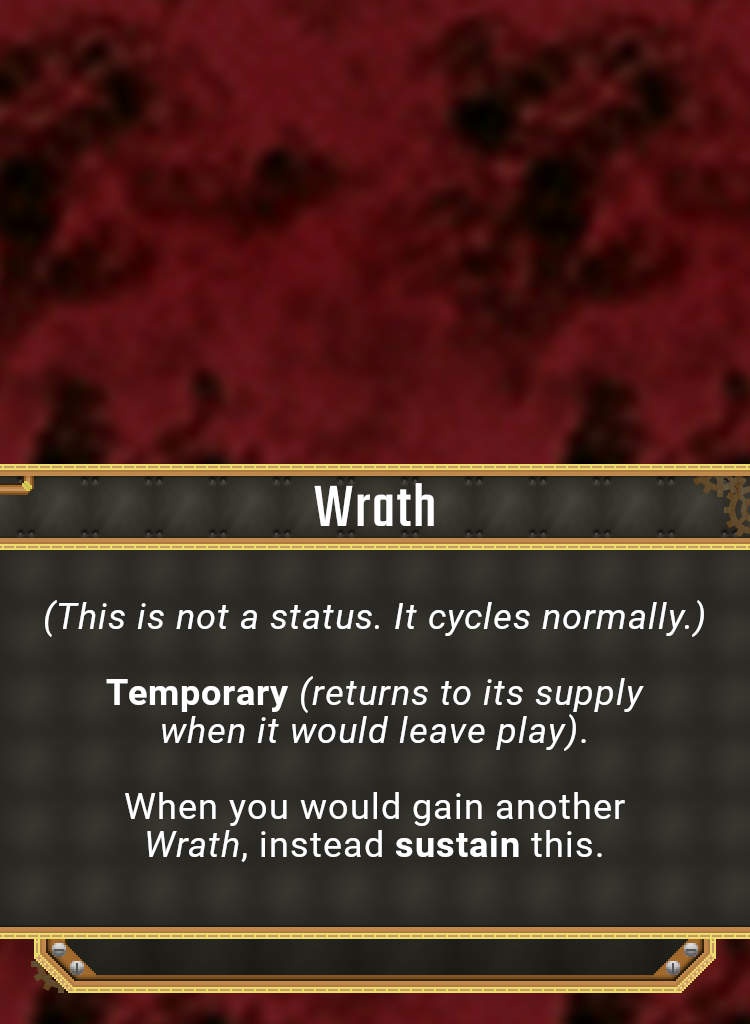 Wrath
(This is not a status. It cycles normally.)
Temporary (returns to its supply
when it would leave play).
When you would gain another
Wrath, instead sustain this.